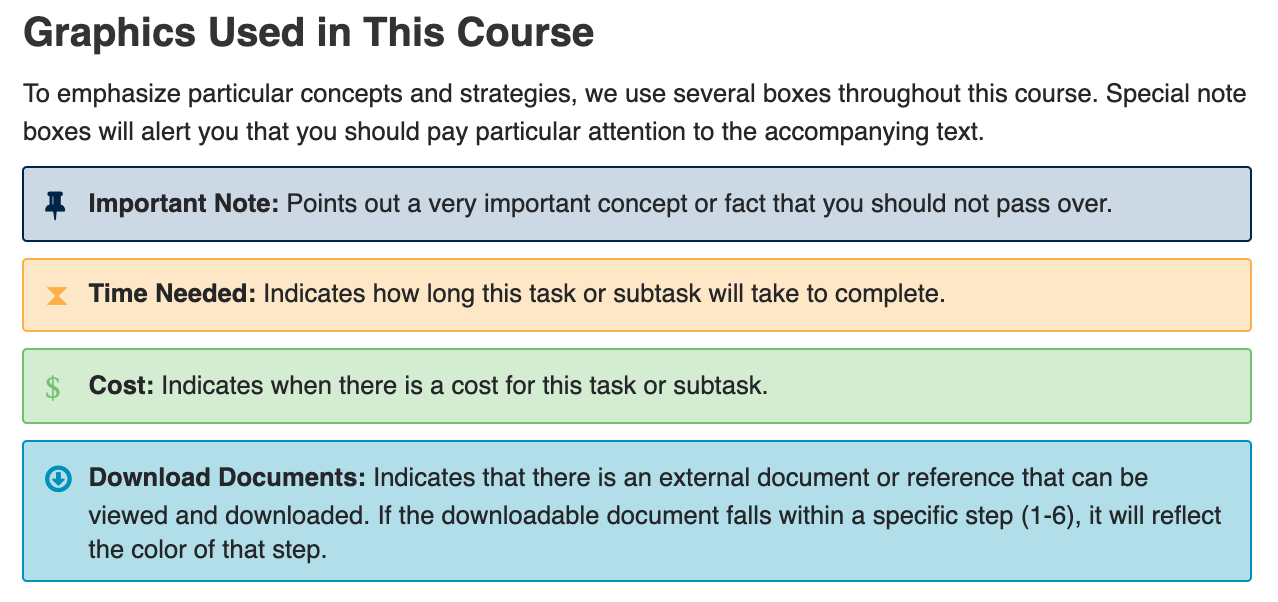 Graphics Used in This Course
To emphasize particular concepts and strategies, we use several boxes throughout this course. Special note
boxes will alert you that you should pay particular attention to the accompanying text.
Important Note: Points out a very important concept or fact that you should not pass over.
Time Needed: Indicates how long this task or subtask will take to complete.
$ Cost: Indicates when there is a cost for this task or subtask.
Download Documents: Indicates that there is an external document or reference that can be
viewed and downloaded. If the downloadable document falls within a specific step (1-6), it will reflect
the color of that step.